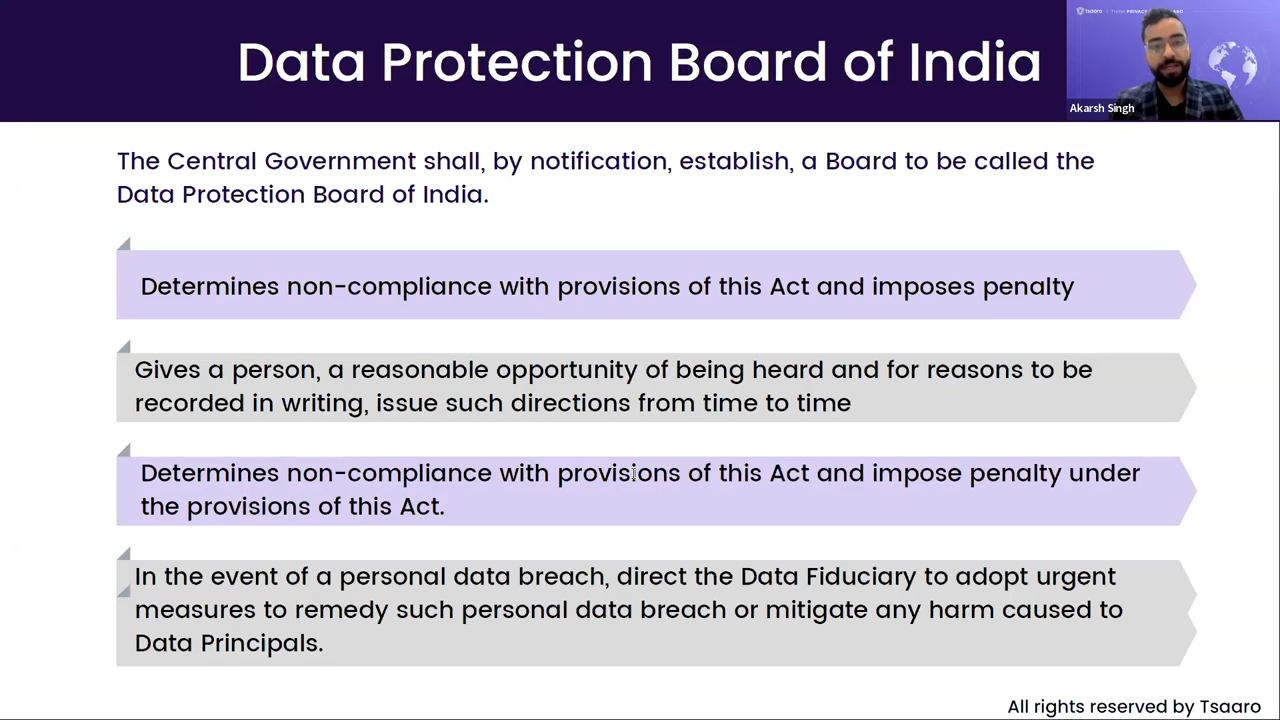 Data Protection Board of India
tsaaro
Akarsh Singh
The Central Government shall, by notification, establish, a Board to be called the
Data Protection Board of India.
Determines non-compliance with provisions of this Act and imposes penalty
Gives a person, a reasonable opportunity of being heard and for reasons to be
recorded in writing, issue such directions from time to time
Determines non-compliance with provisions of this Act and impose penalty under
the provisions of this Act.
In the event of a personal data breach, direct the Data Fiduciary to adopt urgent
measures to remedy such personal data breach or mitigate any harm caused to
Data Principals.
All rights reserved by Tsaaro